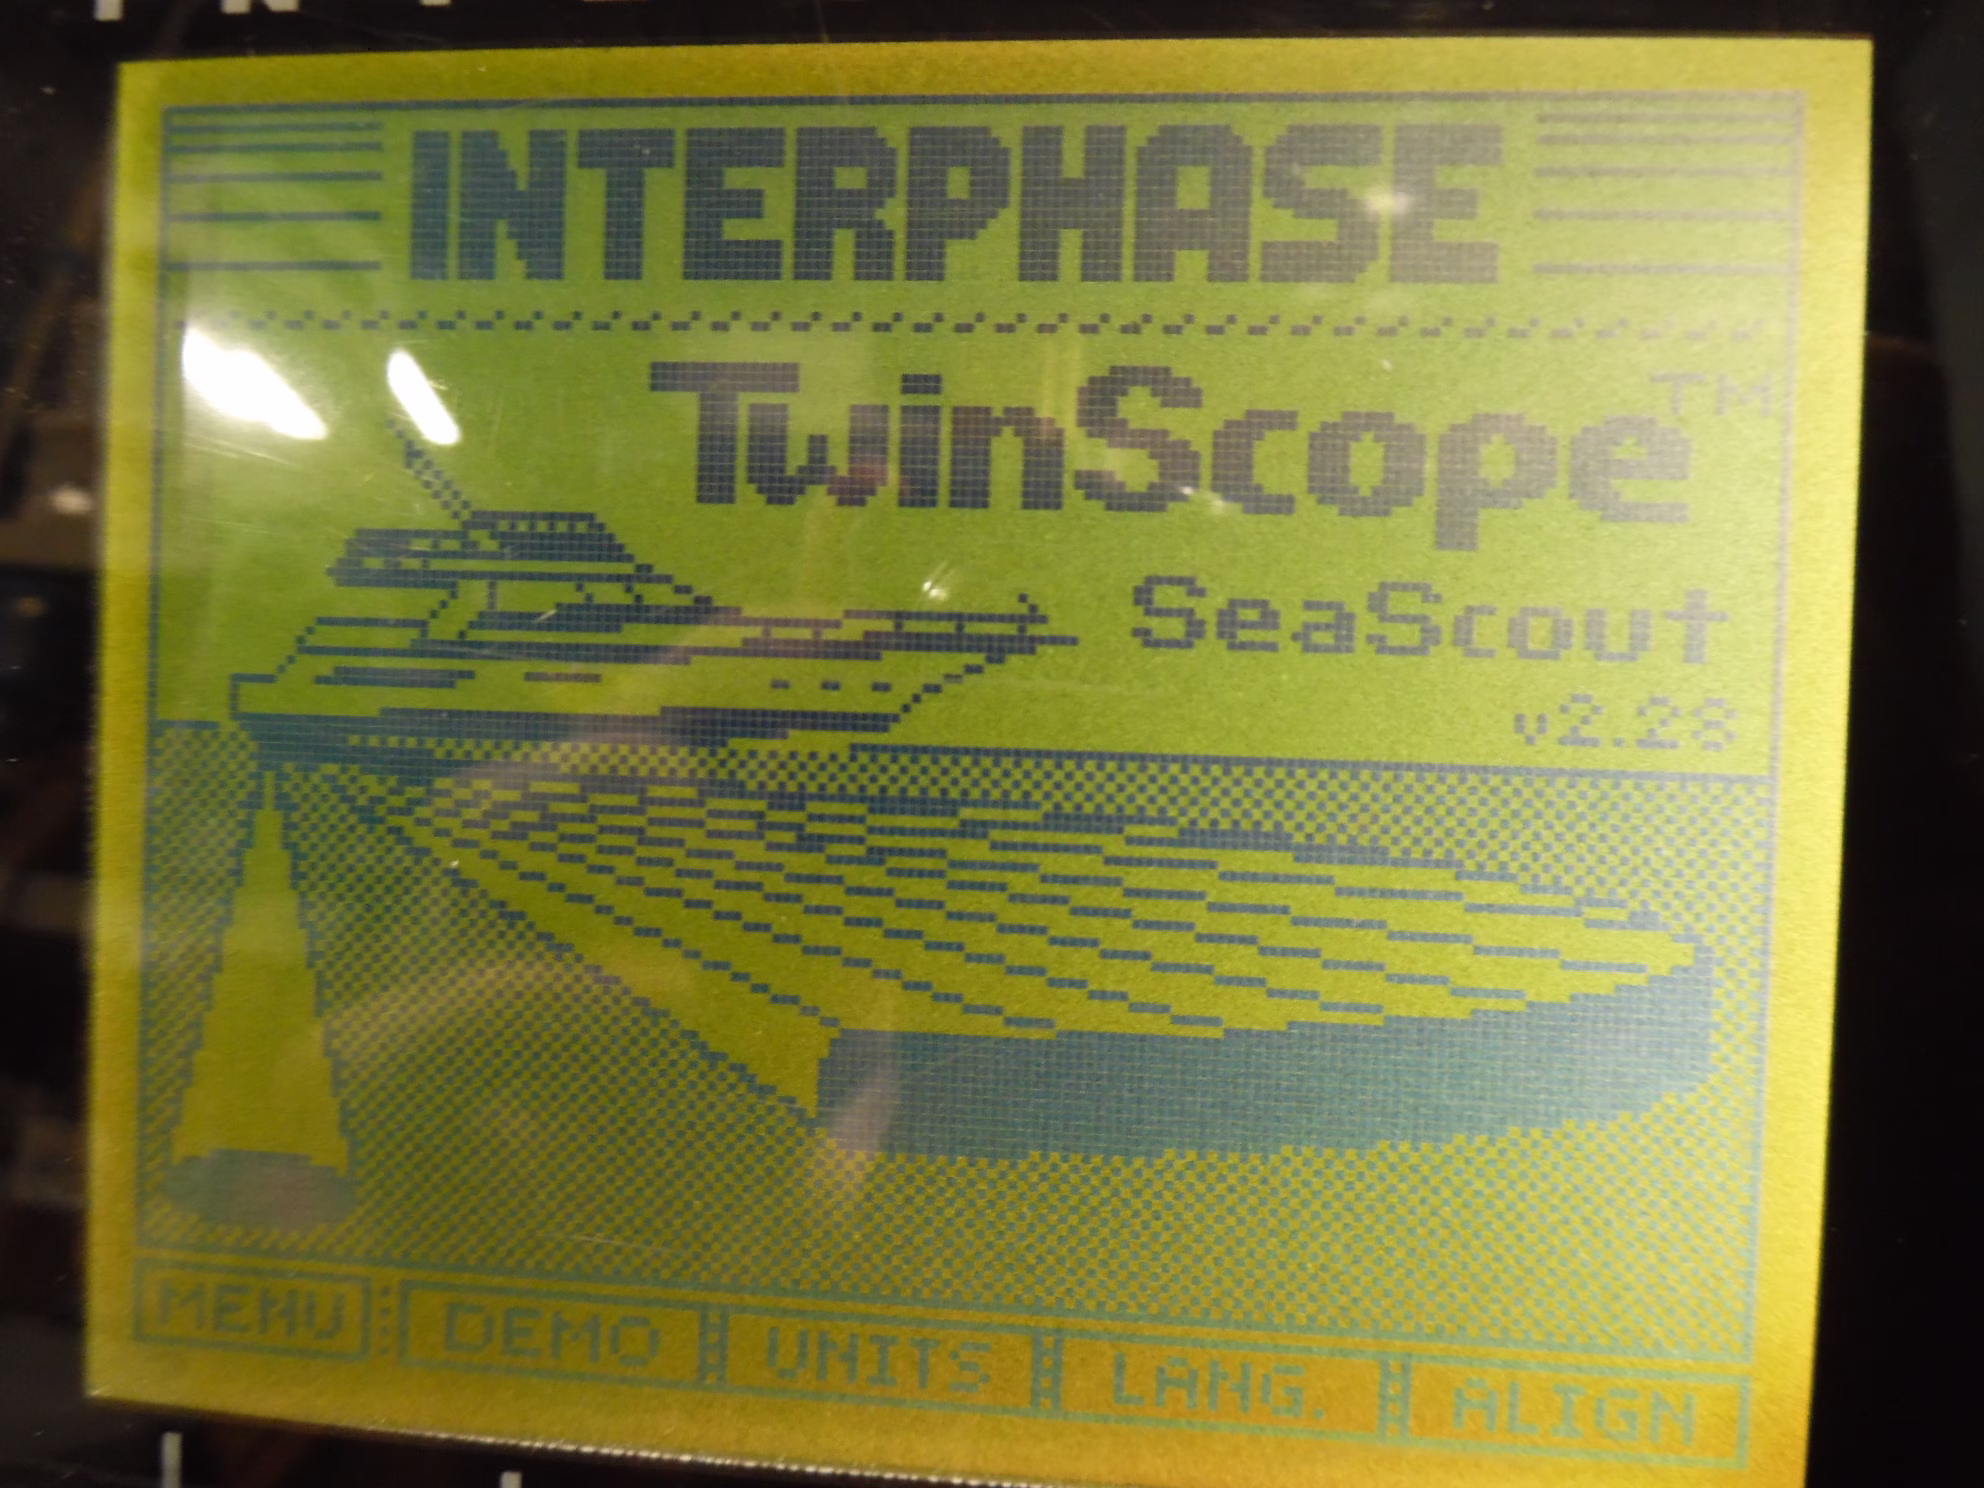 INTERPHASE
TwinScope™
SeaScout
v2.28
MENU DEMO UNITS LANG. ALIGN